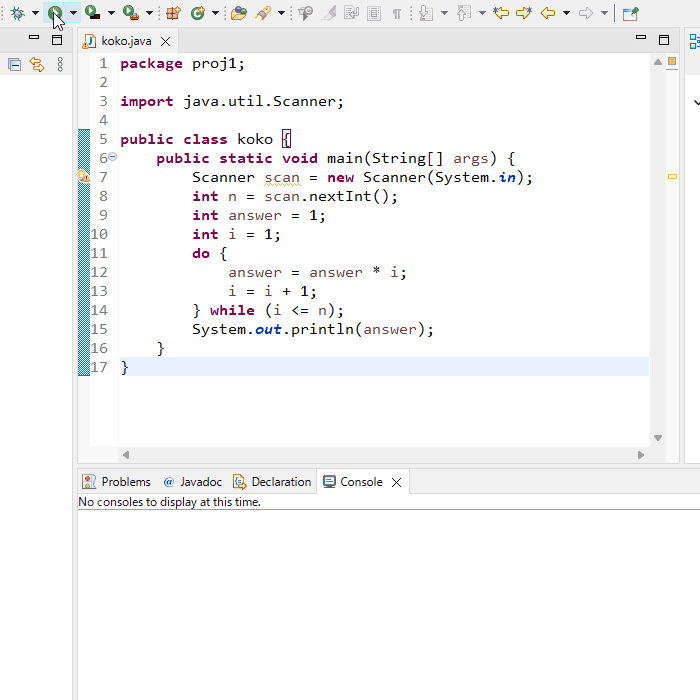 koko.java
1 package proj1;
2
3 import java.util.Scanner;
4
5 public class koko {
6 public static void main(String[] args) {
7 Scanner scan = new Scanner(System.in);
8 int n = scan.nextInt();
9 int answer = 1;
10 int i = 1;
11 do {
12 answer = answer * i;
13 i = i + 1;
14 } while (i <= n);
15 System.out.println(answer);
16 }
17 }
Problems @ Javadoc Declaration Console
No consoles to display at this time.